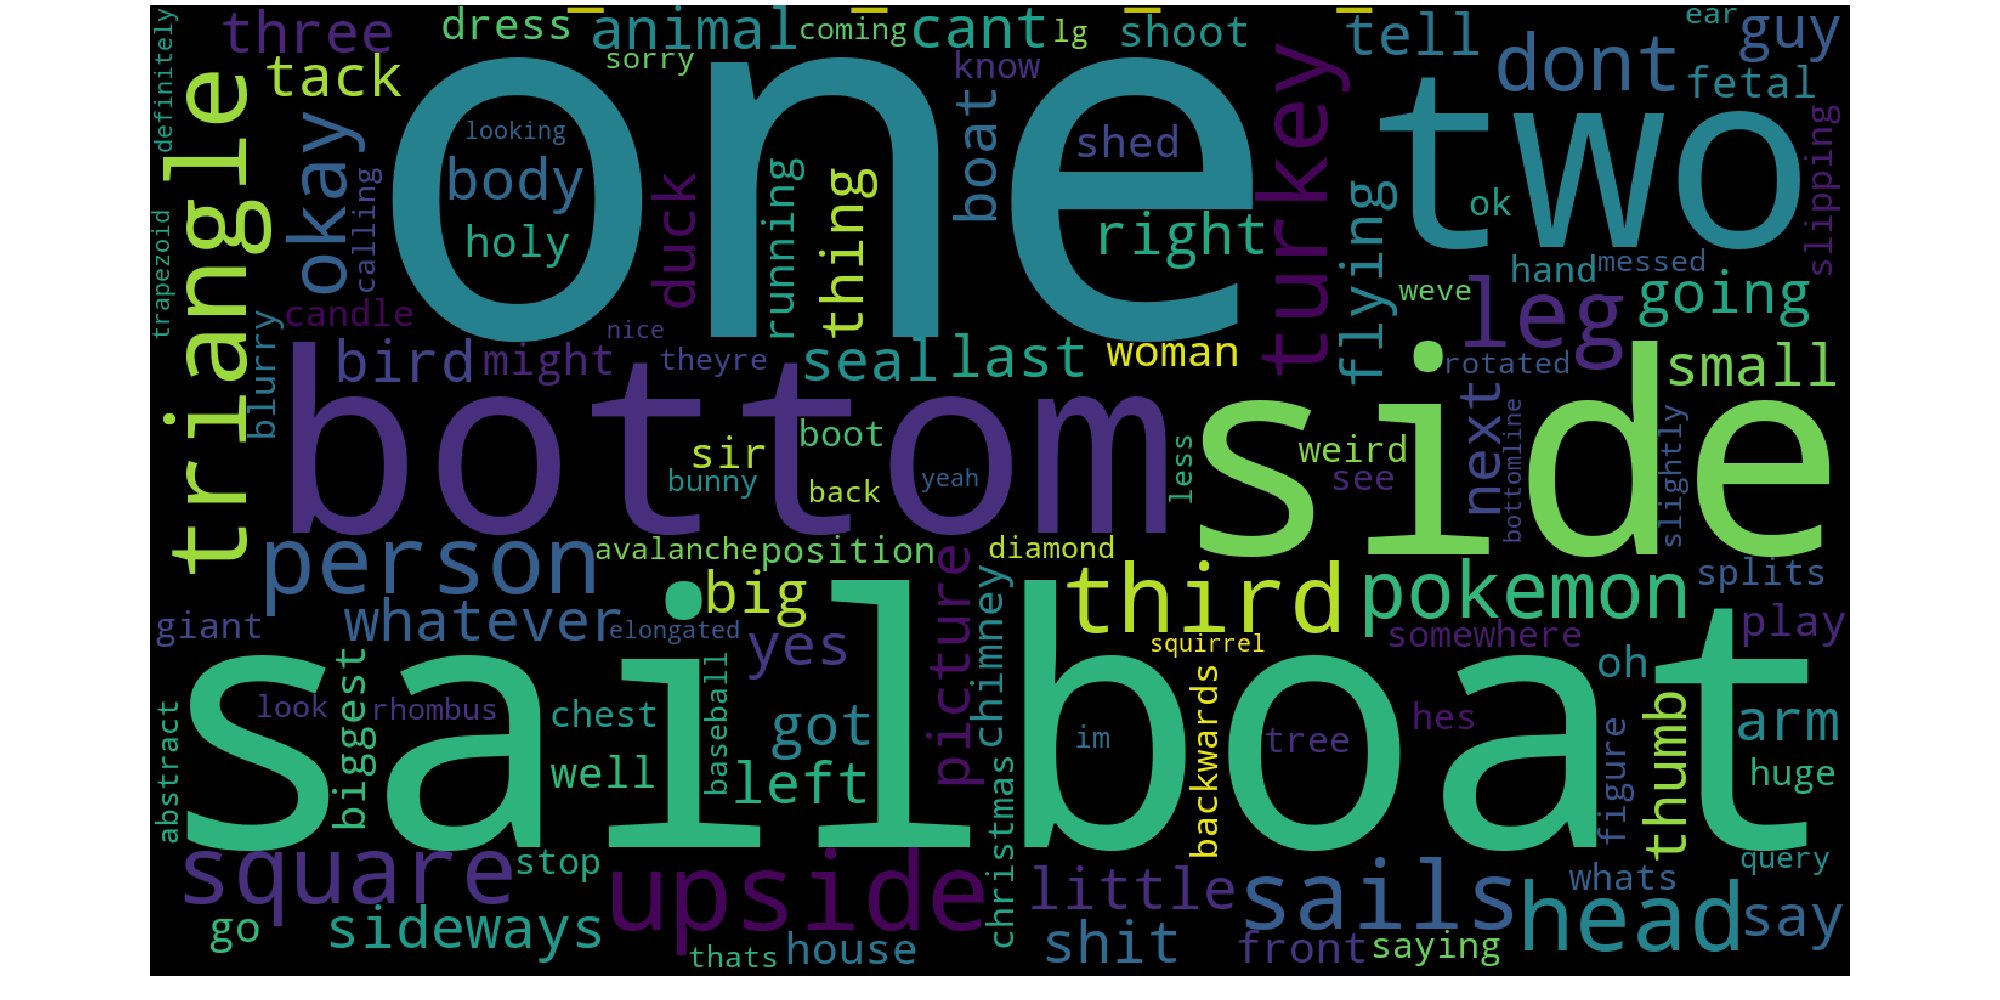 definitely
three
dress
animal
coming
cant
lg
shoot
tell
ear
guy
tack
sorry
know
dont
fetal
triangle
okay
one
looking
body
holy
calling
duck
running
thing
boat
shed
right
turkey
two
ok
flying
slipping
trapezoid
candle
nice
weve
hand
messed
leg
going
blurry
bird
might
theyre
seal
last
woman
rotated
small
bottom
side
sir
boot
bunny
back
yeah
less
weird
see
next
bottomline
slightly
person
avalanche
position
diamond
third
pokemon
splits
big
picture
chimney
giant
whatever
elongated
yes
squirrel
somewhere
play
sailboat
oh
look
rhombus
biggest
chest
well
baseball
got
left
im
backwards
tree
hes
figure
thumb
arm
huge
abstract
christmas
square
stop
upside
little
sails
whats
query
head
say
go
sideways
thats
house
shit
front
saying